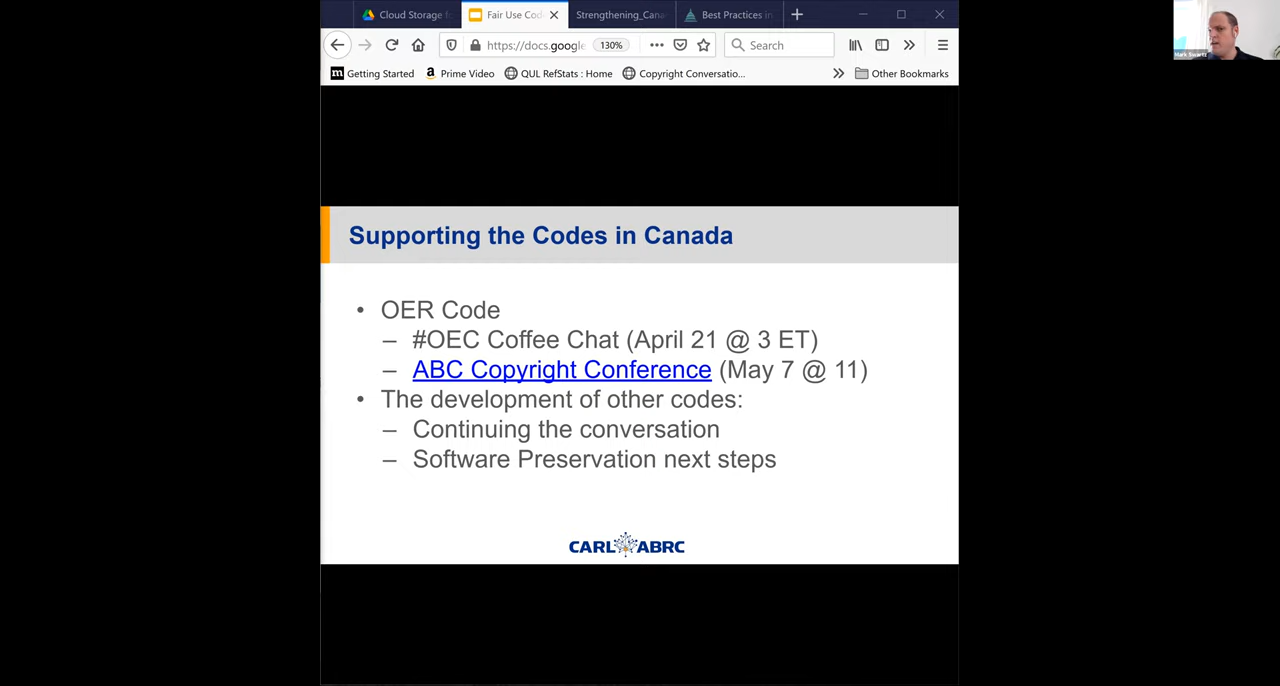 Cloud Storage f
Fair Use Cod
Strengthening_Cana
Best Practices in
https://docs.google
130%
Search
Getting Started
Prime Video
QUL RefStats : Home
Copyright Conversatio...
Other Bookmarks
Mark Swartz
Supporting the Codes in Canada
• OER Code
– #OEC Coffee Chat (April 21 @ 3 ET)
– ABC Copyright Conference (May 7 @ 11)
• The development of other codes:
– Continuing the conversation
– Software Preservation next steps
CARL ABRC